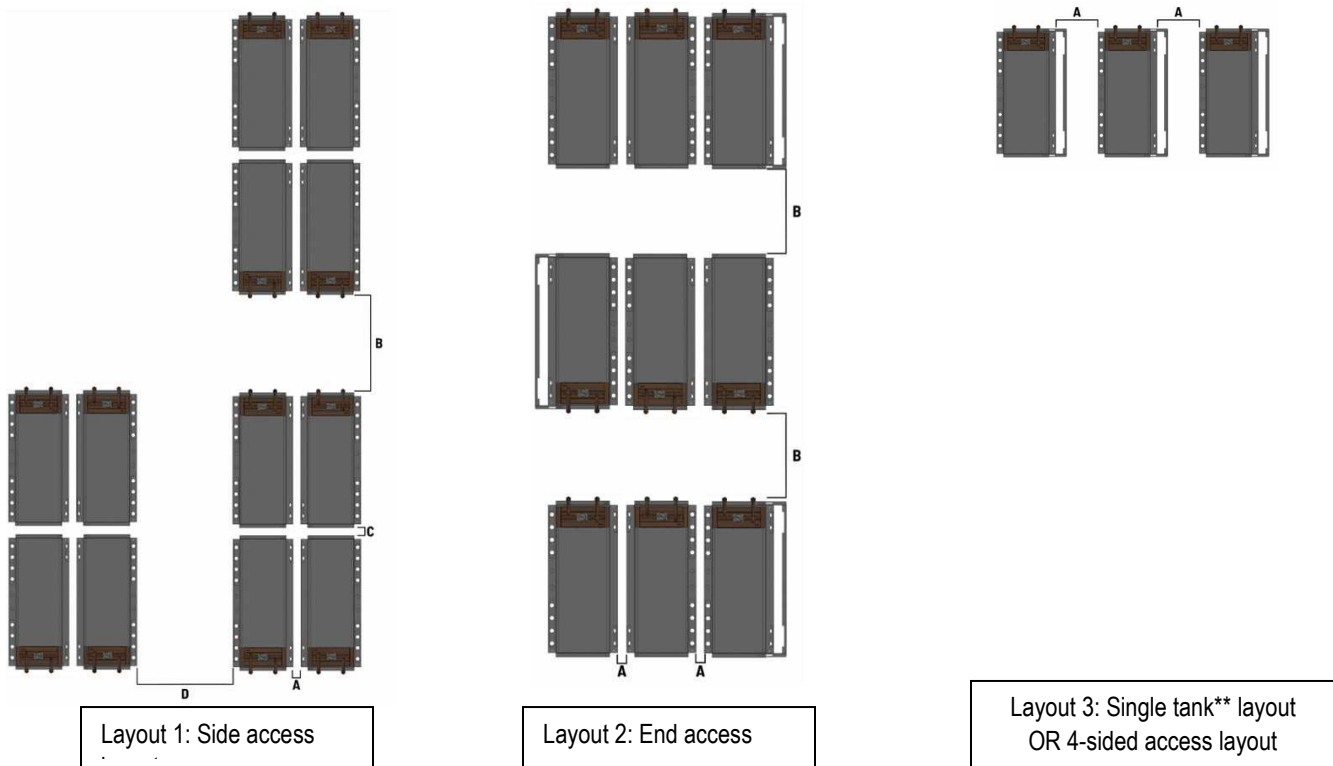 A
A
B
B
B
C
D
A
A
A
Layout 1: Side access
Layout 2: End access
Layout 3: Single tank** layout
OR 4-sided access layout